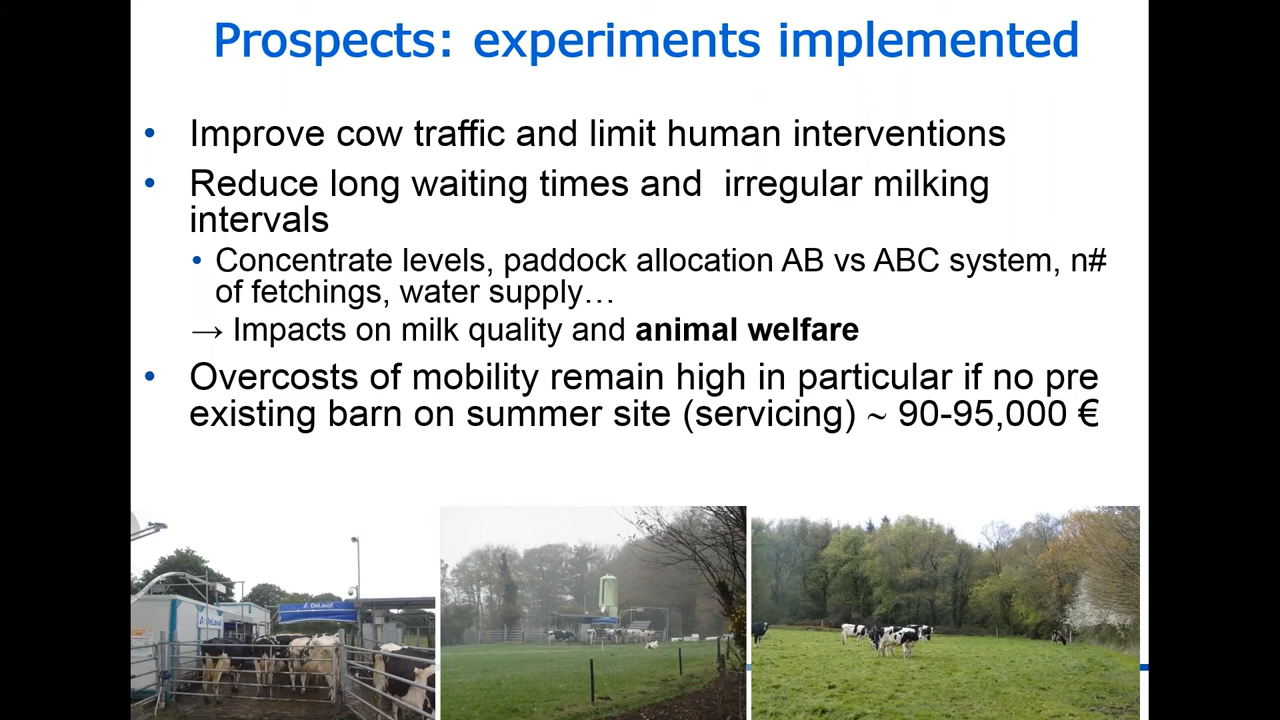 Prospects: experiments implemented
• Improve cow traffic and limit human interventions
• Reduce long waiting times and irregular milking
intervals
• Concentrate levels, paddock allocation AB vs ABC system, n#
of fetchings, water supply…
→ Impacts on milk quality and animal welfare
• Overcosts of mobility remain high in particular if no pre
existing barn on summer site (servicing) ~ 90-95,000 €
DeLaval
DeLaval